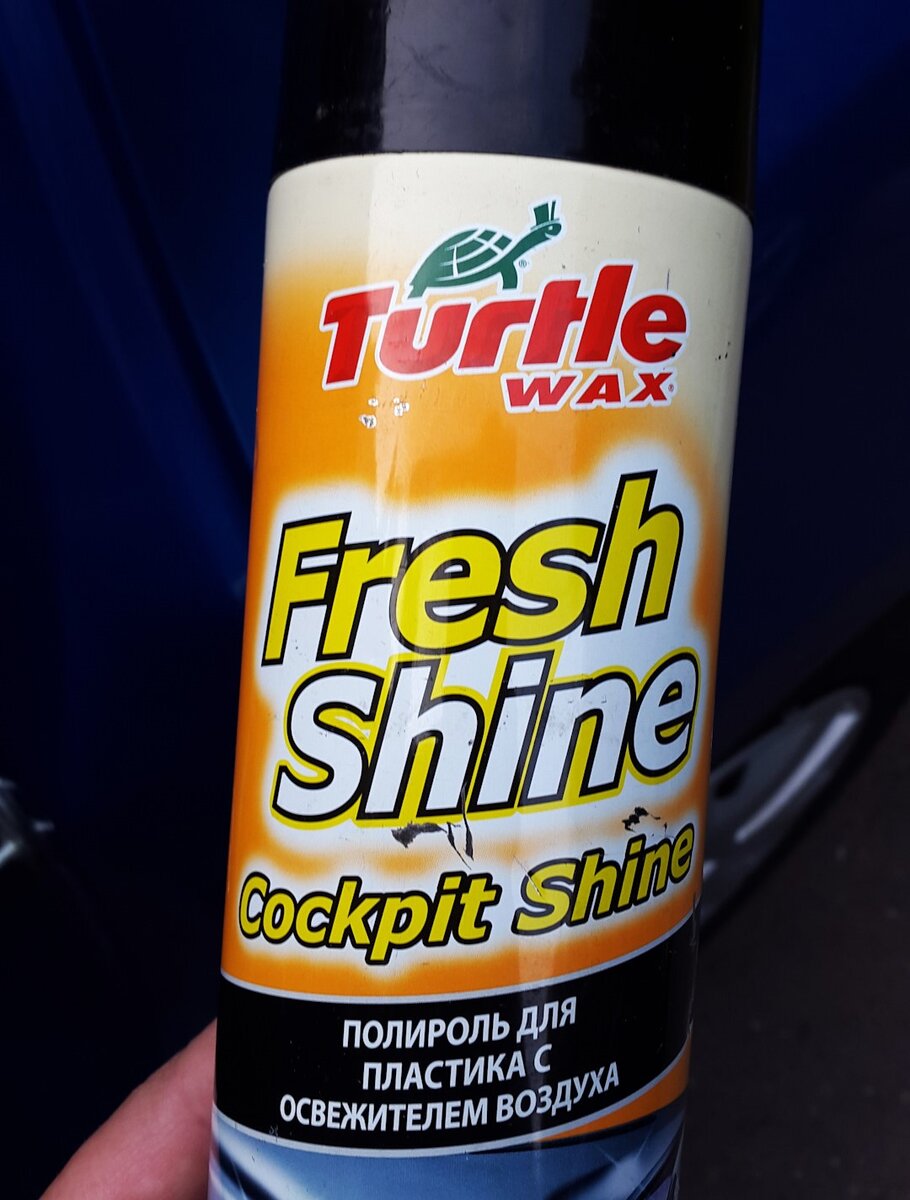 Turtle
WAX®
Fresh
Shine
Cockpit Shine
ПОЛИРОЛЬ ДЛЯ
ПЛАСТИКА С
ОСВЕЖИТЕЛЕМ ВОЗДУХА